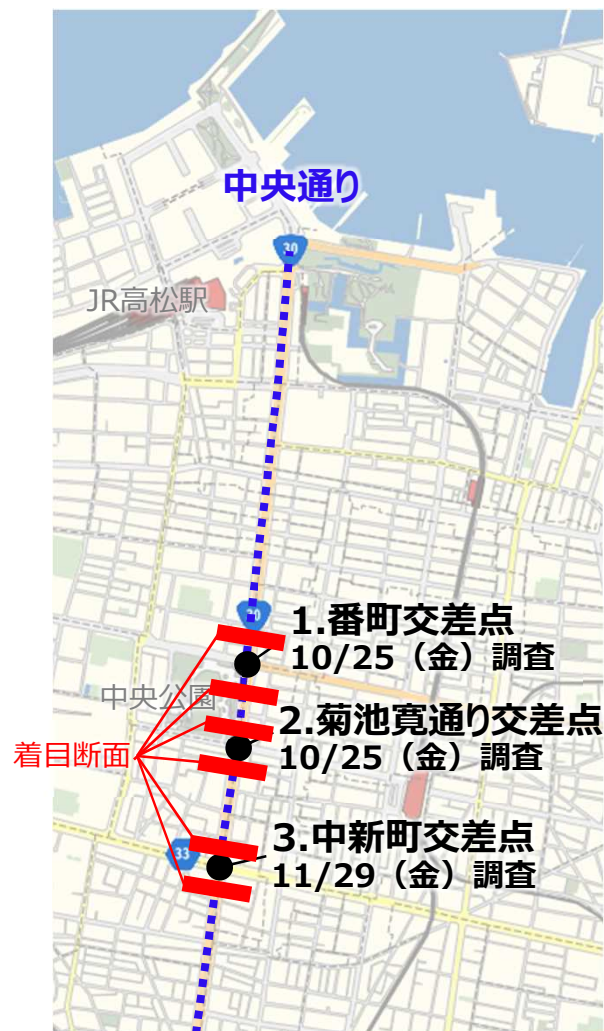 中央通り
30
JR高松駅
30
1.番町交差点
10/25（金）調査
中央公園
2.菊池寛通り交差点
10/25（金）調査
着目断面
3.中新町交差点
33
11/29（金）調査